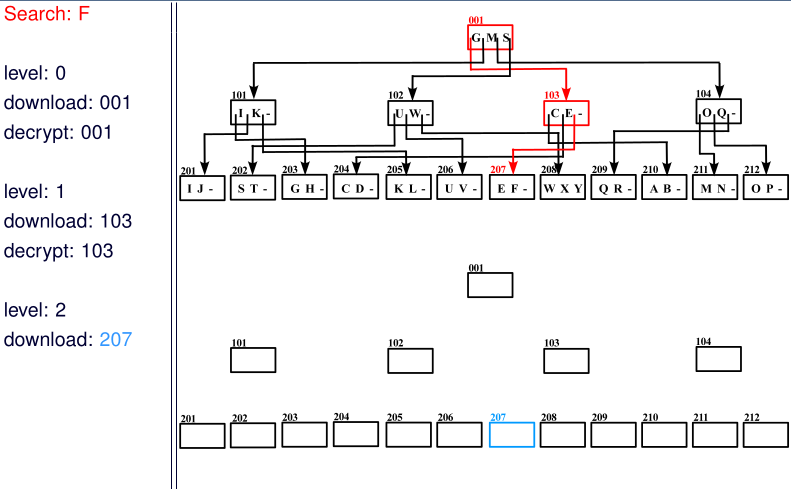 Search: F
level: 0
download: 001
decrypt: 001
level: 1
download: 103
decrypt: 103
level: 2
download: 207
001
G M S
101 102 103 104
I K - U W - C E - O Q -
201 202 203 204 205 206 207 208 209 210 211 212
I J - S T - G H - C D - K L - U V - E F - W X Y Q R - A B - M N - O P -
001
101 102 103 104
201 202 203 204 205 206 207 208 209 210 211 212